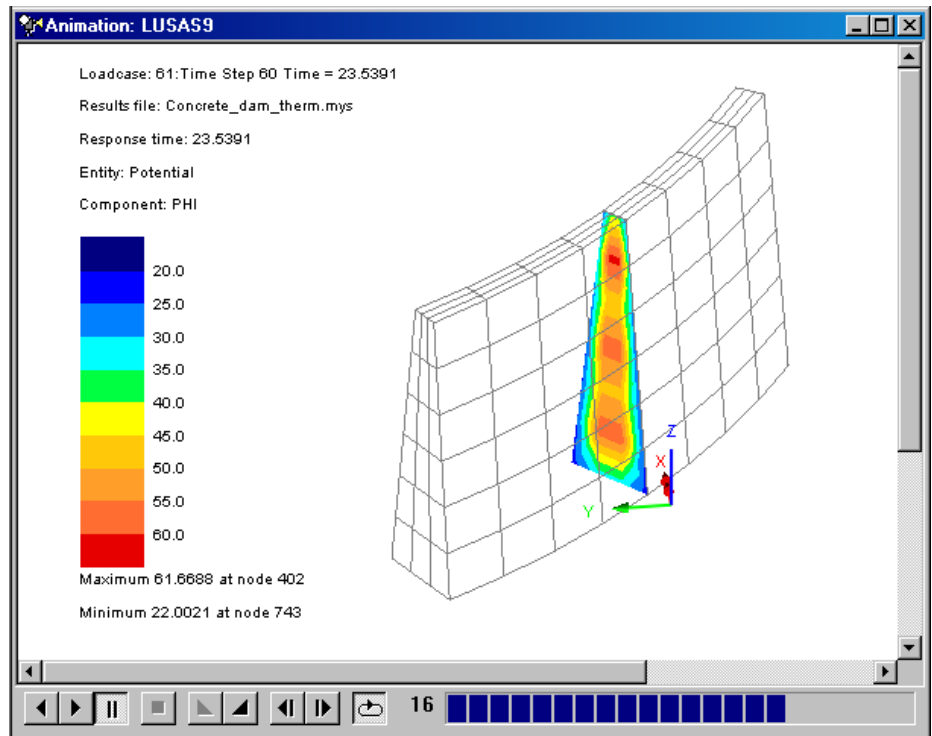 Animation: LUSAS9
Loadcase: 61:Time Step 60 Time = 23.5391
Results file: Concrete_dam_therm.mys
Response time: 23.5391
Entity: Potential
Component: PHI
20.0
25.0
30.0
35.0
40.0
45.0
50.0
55.0
60.0
Maximum 61.6688 at node 402
Minimum 22.0021 at node 743
Z
X
Y
16